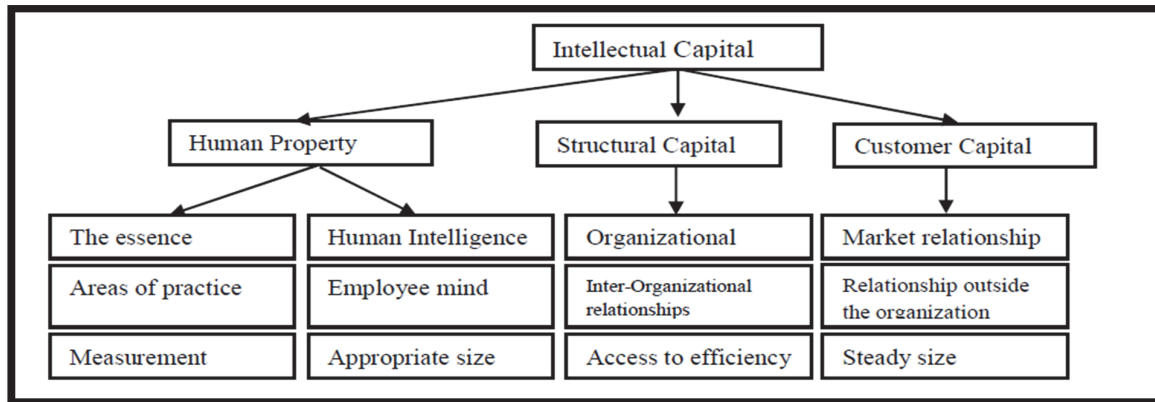 Intellectual Capital
Human Property
Structural Capital
Customer Capital
The essence
Human Intelligence
Organizational
Market relationship
Areas of practice
Employee mind
Inter-Organizational
relationships
Relationship outside
the organization
Measurement
Appropriate size
Access to efficiency
Steady size